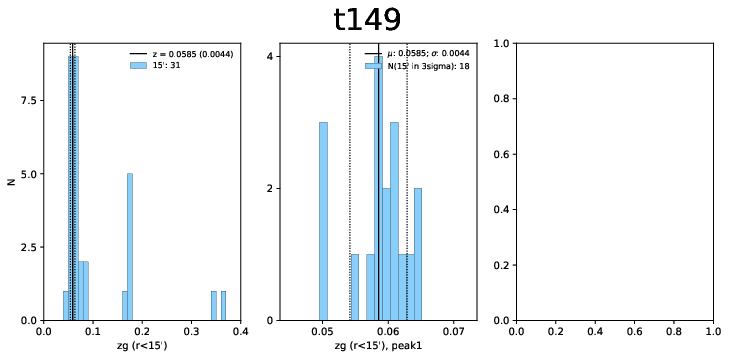 t149
z = 0.0585 (0.0044)
15': 31
N
7.5
5.0
2.5
0.0
0.0 0.1 0.2 0.3 0.4
zg (r<15')
μ: 0.0585; σ: 0.0044
N(15' in 3sigma): 18
4
2
0
0.05 0.06 0.07
zg (r<15'), peak1
1.0
0.8
0.6
0.4
0.2
0.0
0.0 0.2 0.4 0.6 0.8 1.0